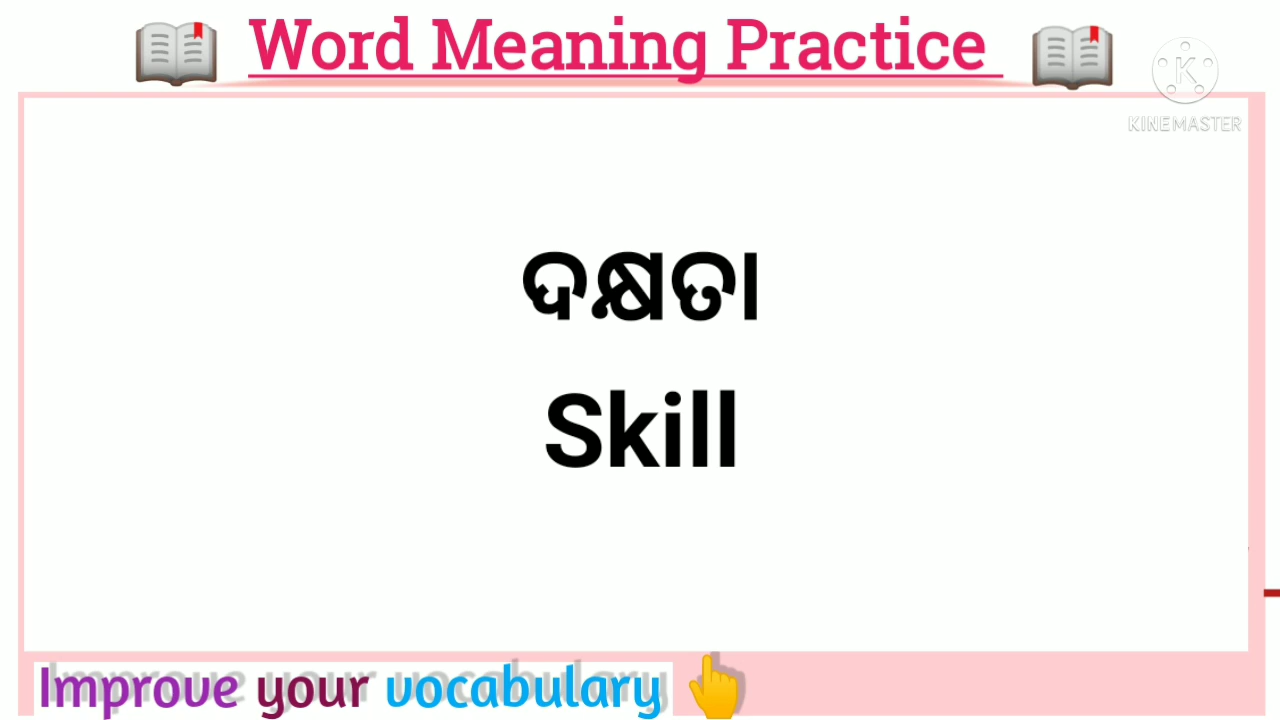 Word Meaning Practice
KINEMASTER
ଦକ୍ଷତା
Skill
Improve your vocabulary